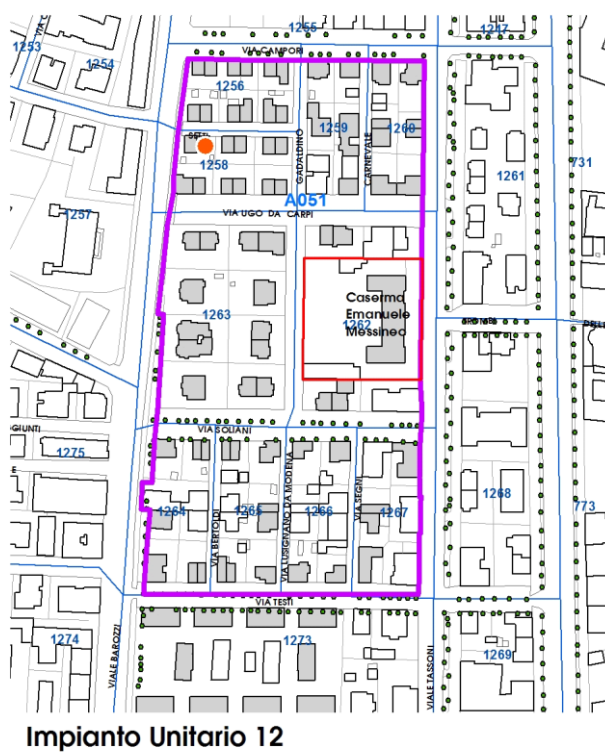 1255
1217
1253
VIA CAMPORI
1254
1256
1259
1260
1258
GADALDINO
CARNEVALE
1261
731
A051
1257
VIA UGO DA CARPI
1263
Caserma
Emanuele
1262
Messineo
VIA SOLIANI
GIUNTI
1275
E
1264
VIA BERTOLDI
1265
VIA LUSIGNANO DA MODENA
1266
VIA SEGNI
1267
1268
773
VIA TESTI
1274
VIALE BAROZZI
1273
VIALE TASSONI
1269
Impianto Unitario 12